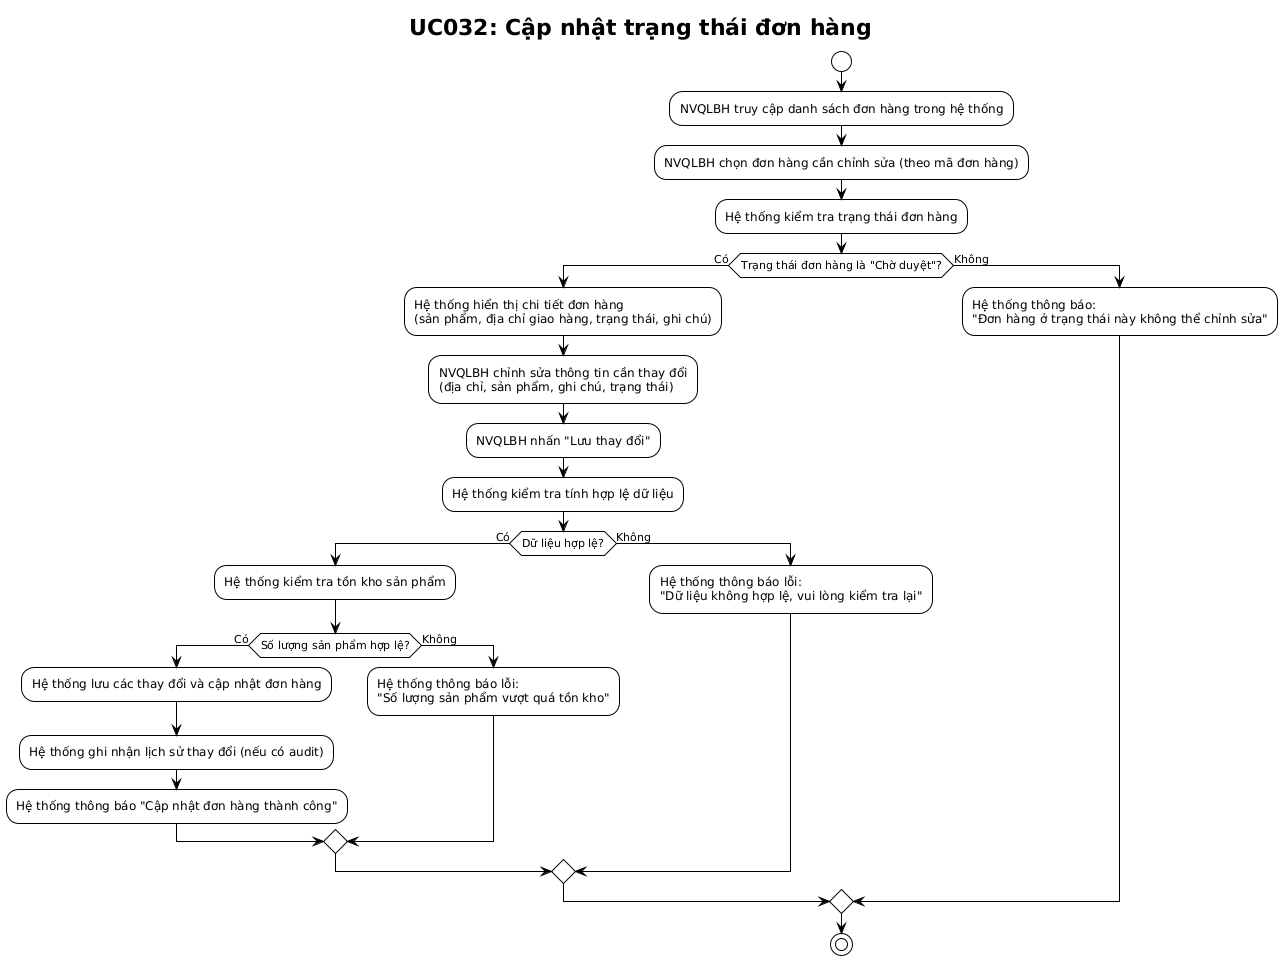 UC032: Cập nhật trạng thái đơn hàng
NVQLBH truy cập danh sách đơn hàng trong hệ thống
NVQLBH chọn đơn hàng cần chỉnh sửa (theo mã đơn hàng)
Hệ thống kiểm tra trạng thái đơn hàng
Có
Trạng thái đơn hàng là "Chờ duyệt"?
Không
Hệ thống hiển thị chi tiết đơn hàng
(sản phẩm, địa chỉ giao hàng, trạng thái, ghi chú)
Hệ thống thông báo:
"Đơn hàng ở trạng thái này không thể chỉnh sửa"
NVQLBH chỉnh sửa thông tin cần thay đổi
(địa chỉ, sản phẩm, ghi chú, trạng thái)
NVQLBH nhấn "Lưu thay đổi"
Hệ thống kiểm tra tính hợp lệ dữ liệu
Có
Dữ liệu hợp lệ?
Không
Hệ thống kiểm tra tồn kho sản phẩm
Hệ thống thông báo lỗi:
"Dữ liệu không hợp lệ, vui lòng kiểm tra lại"
Có
Số lượng sản phẩm hợp lệ?
Không
Hệ thống lưu các thay đổi và cập nhật đơn hàng
Hệ thống thông báo lỗi:
"Số lượng sản phẩm vượt quá tồn kho"
Hệ thống ghi nhận lịch sử thay đổi (nếu có audit)
Hệ thống thông báo "Cập nhật đơn hàng thành công"